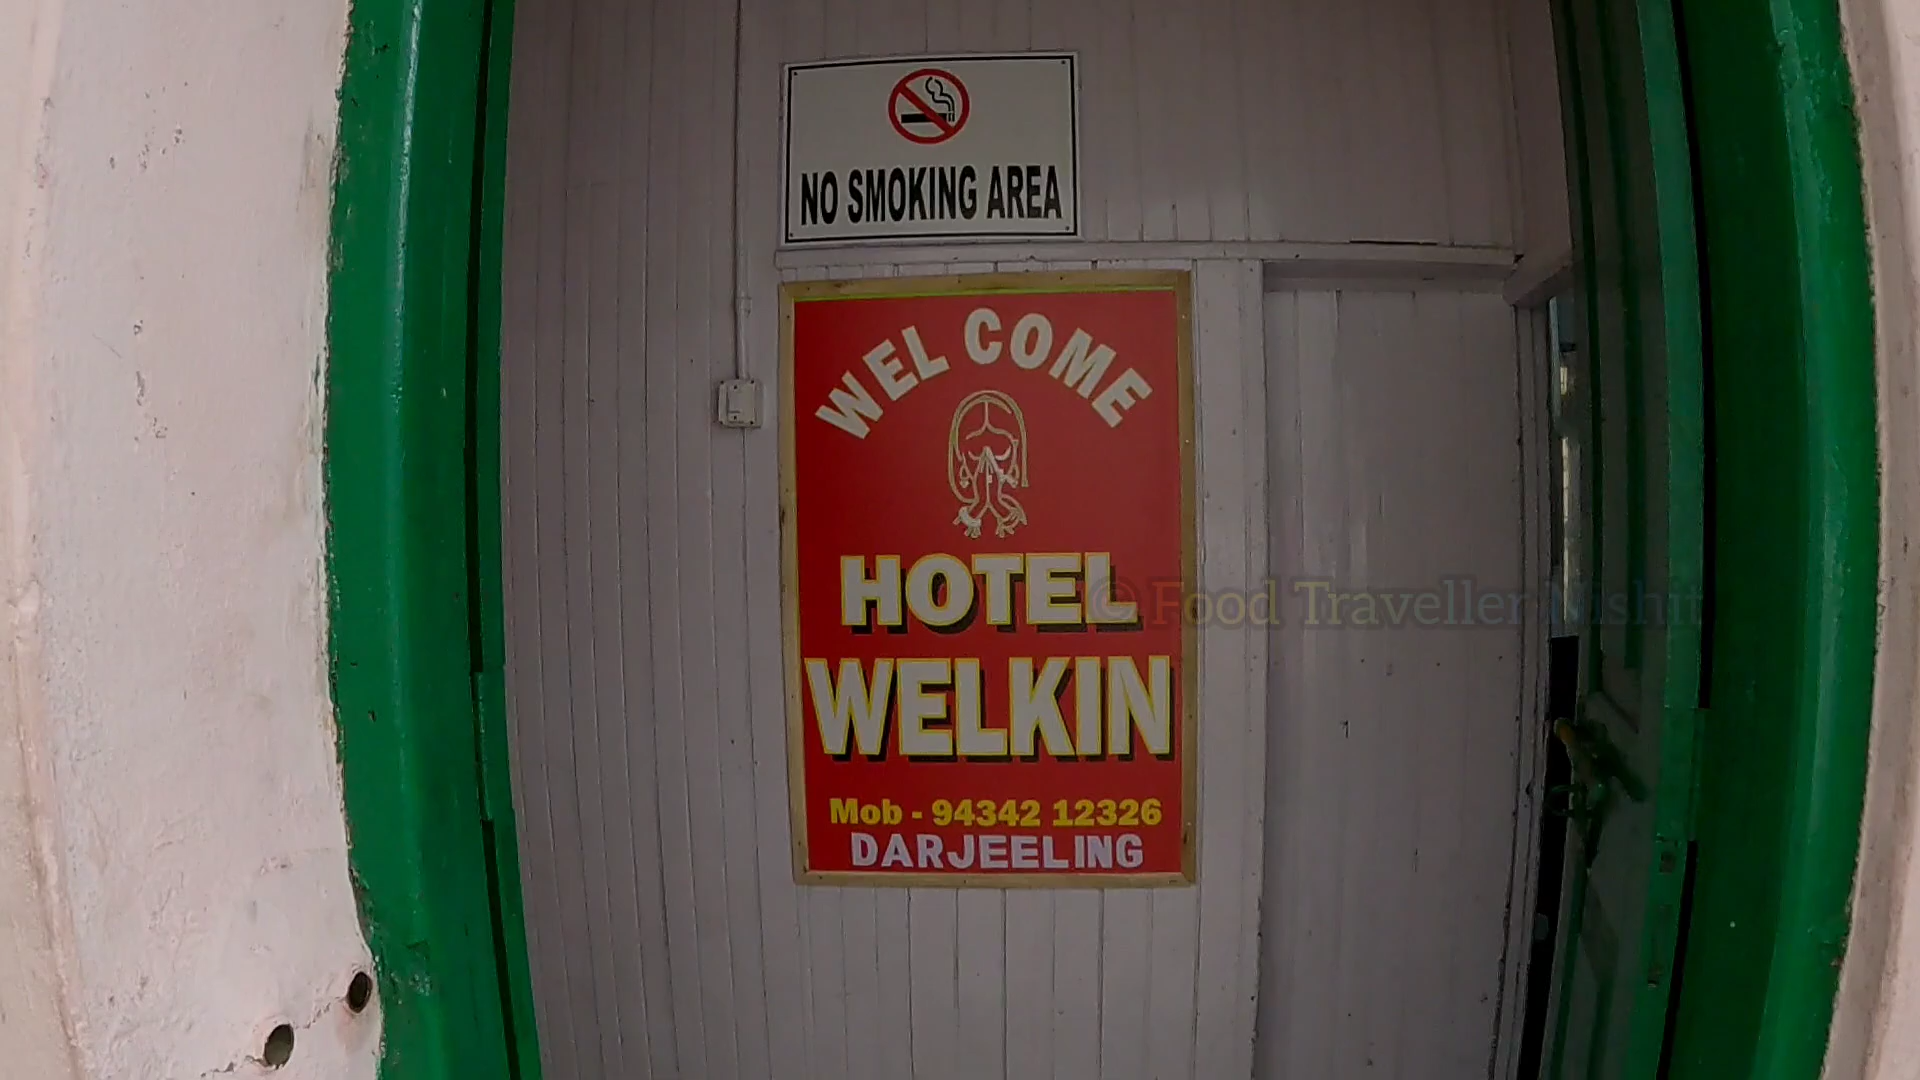 NO SMOKING AREA
WEL COME
HOTEL
WELKIN
Mob - 94342 12326
DARJEELING
© Food Traveller Nishit